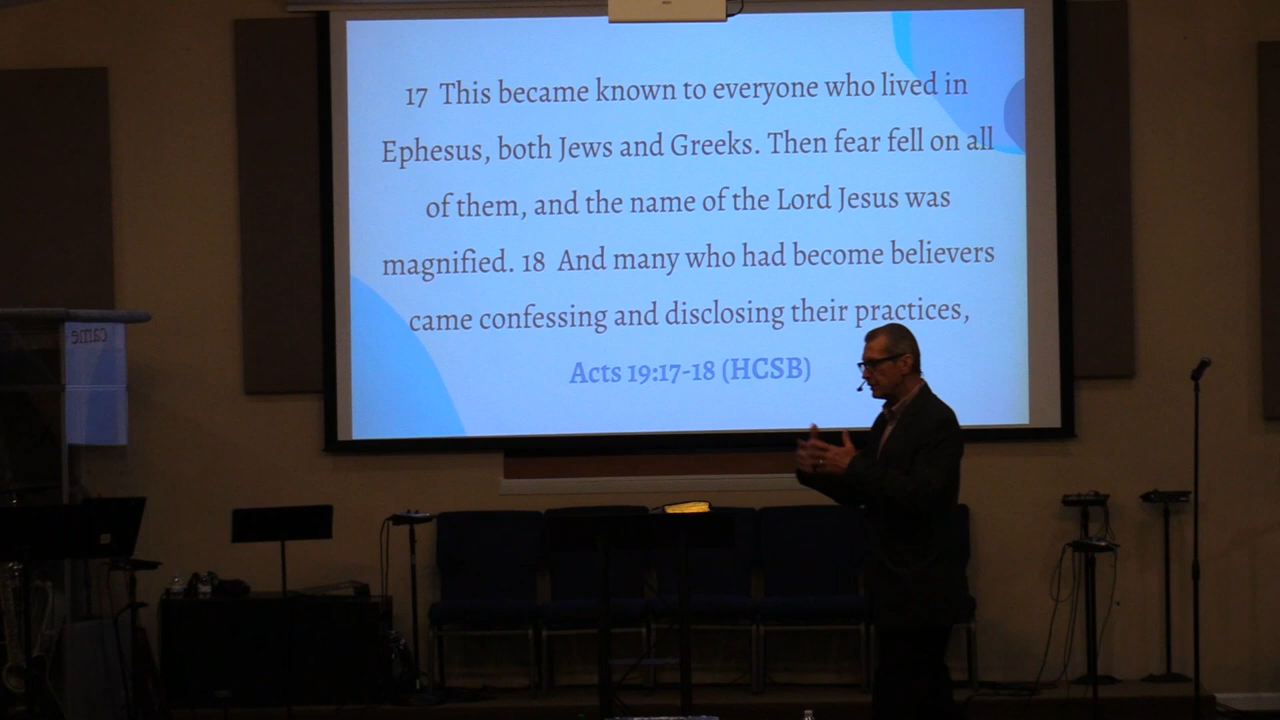 17 This became known to everyone who lived in
Ephesus, both Jews and Greeks. Then fear fell on all
of them, and the name of the Lord Jesus was
magnified. 18 And many who had become believers
came confessing and disclosing their practices,
Acts 19:17-18 (HCSB)